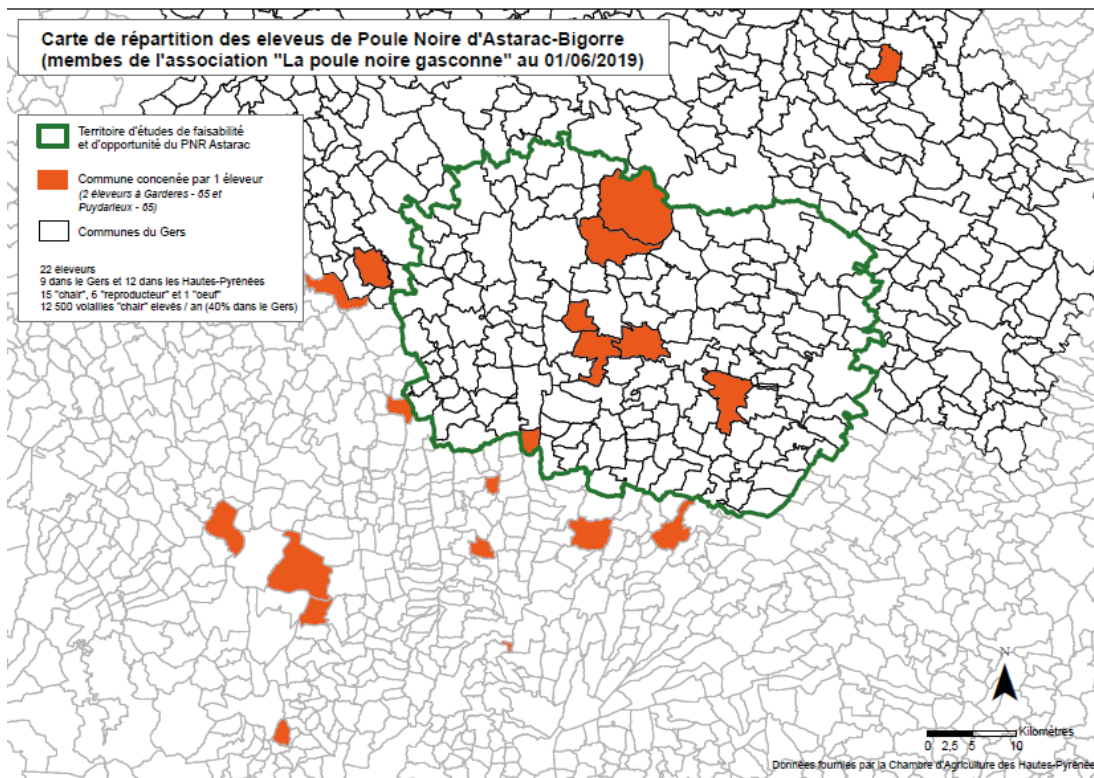 Carte de répartition des eleveus de Poule Noire d'Astarac-Bigorre
(membes de l'association "La poule noire gasconne" au 01/06/2019)
Territoire d'études de faisabilité
et d'opportunité du PNR Astarac
Commune concenée par 1 éleveur
(2 éleveurs à Garderes - 65 et
Puydarieux - 65)
Communes du Gers
22 éleveurs
9 dans le Gers et 12 dans les Hautes-Pyrénées
15 "chair", 6 "reproducteur" et 1 "oeuf"
12 500 volailles "chair" elevés / an (40% dans le Gers)
N
Kilomètres
0 2,5 5 10
Données fournies par la Chambre d'Agriculture des Hautes-Pyrénée